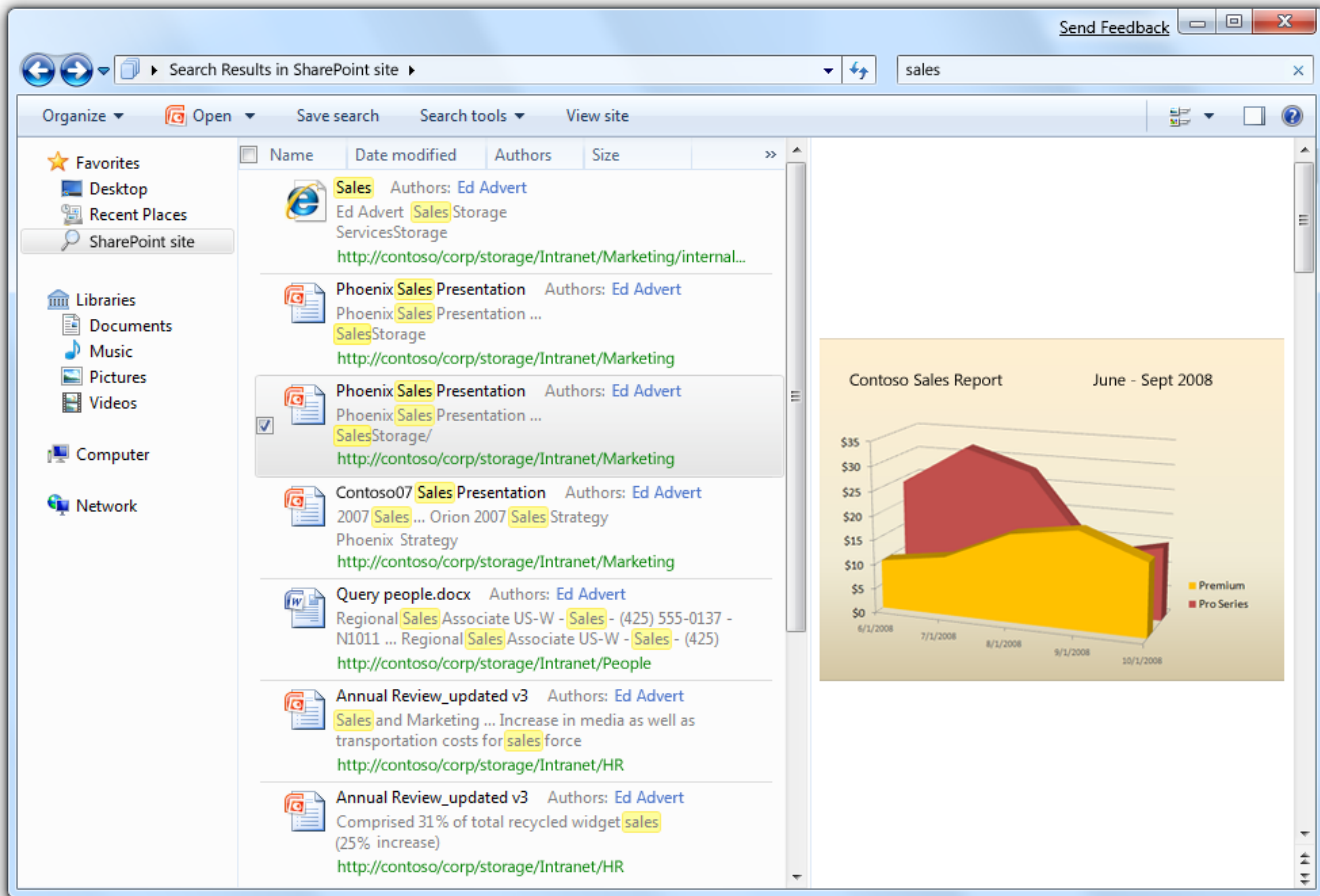 Send Feedback
Search Results in SharePoint site
sales
Organize
Open
Save search
Search tools
View site
Favorites
Desktop
Recent Places
SharePoint site
Libraries
Documents
Music
Pictures
Videos
Computer
Network
Name Date modified Authors Size »
Sales Authors: Ed Advert
Ed Advert Sales Storage
ServicesStorage
http://contoso/corp/storage/Intranet/Marketing/internal...
Phoenix Sales Presentation Authors: Ed Advert
Phoenix Sales Presentation ...
SalesStorage
http://contoso/corp/storage/Intranet/Marketing
Phoenix Sales Presentation Authors: Ed Advert
Phoenix Sales Presentation ...
SalesStorage/
http://contoso/corp/storage/Intranet/Marketing
Contoso07 Sales Presentation Authors: Ed Advert
2007 Sales ... Orion 2007 Sales Strategy
Phoenix Strategy
http://contoso/corp/storage/Intranet/Marketing
Query people.docx Authors: Ed Advert
Regional Sales Associate US-W - Sales - (425) 555-0137 -
N1011 ... Regional Sales Associate US-W - Sales - (425)
http://contoso/corp/storage/Intranet/People
Annual Review_updated v3 Authors: Ed Advert
Sales and Marketing ... Increase in media as well as
transportation costs for sales force
http://contoso/corp/storage/Intranet/HR
Annual Review_updated v3 Authors: Ed Advert
Comprised 31% of total recycled widget sales
(25% increase)
http://contoso/corp/storage/Intranet/HR
Contoso Sales Report June - Sept 2008
$35
$30
$25
$20
$15
$10
$5
$0
6/1/2008
7/1/2008
8/1/2008
9/1/2008
10/1/2008
Premium
Pro Series